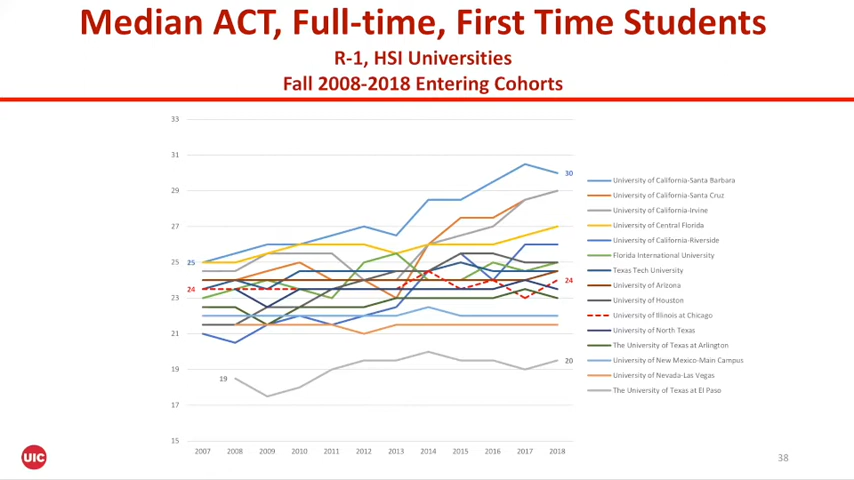 Median ACT, Full-time, First Time Students
R-1, HSI Universities
Fall 2008-2018 Entering Cohorts
33
31
29
27
25
23
21
19
17
15
25
24
19
30
24
20
2007 2008 2009 2010 2011 2012 2013 2014 2015 2016 2017 2018
University of California-Santa Barbara
University of California-Santa Cruz
University of California-Irvine
University of Central Florida
University of California-Riverside
Florida International University
Texas Tech University
University of Arizona
University of Houston
University of Illinois at Chicago
University of North Texas
The University of Texas at Arlington
University of New Mexico-Main Campus
University of Nevada-Las Vegas
The University of Texas at El Paso
UIC
38